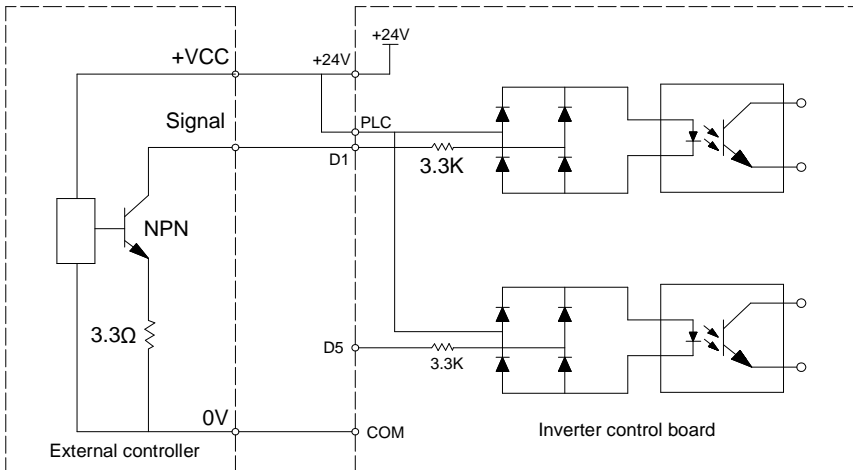 +24V
+VCC
+24V
Signal
PLC
D1
3.3K
NPN
3.3Ω
D5
3.3K
0V
COM
External controller
Inverter control board